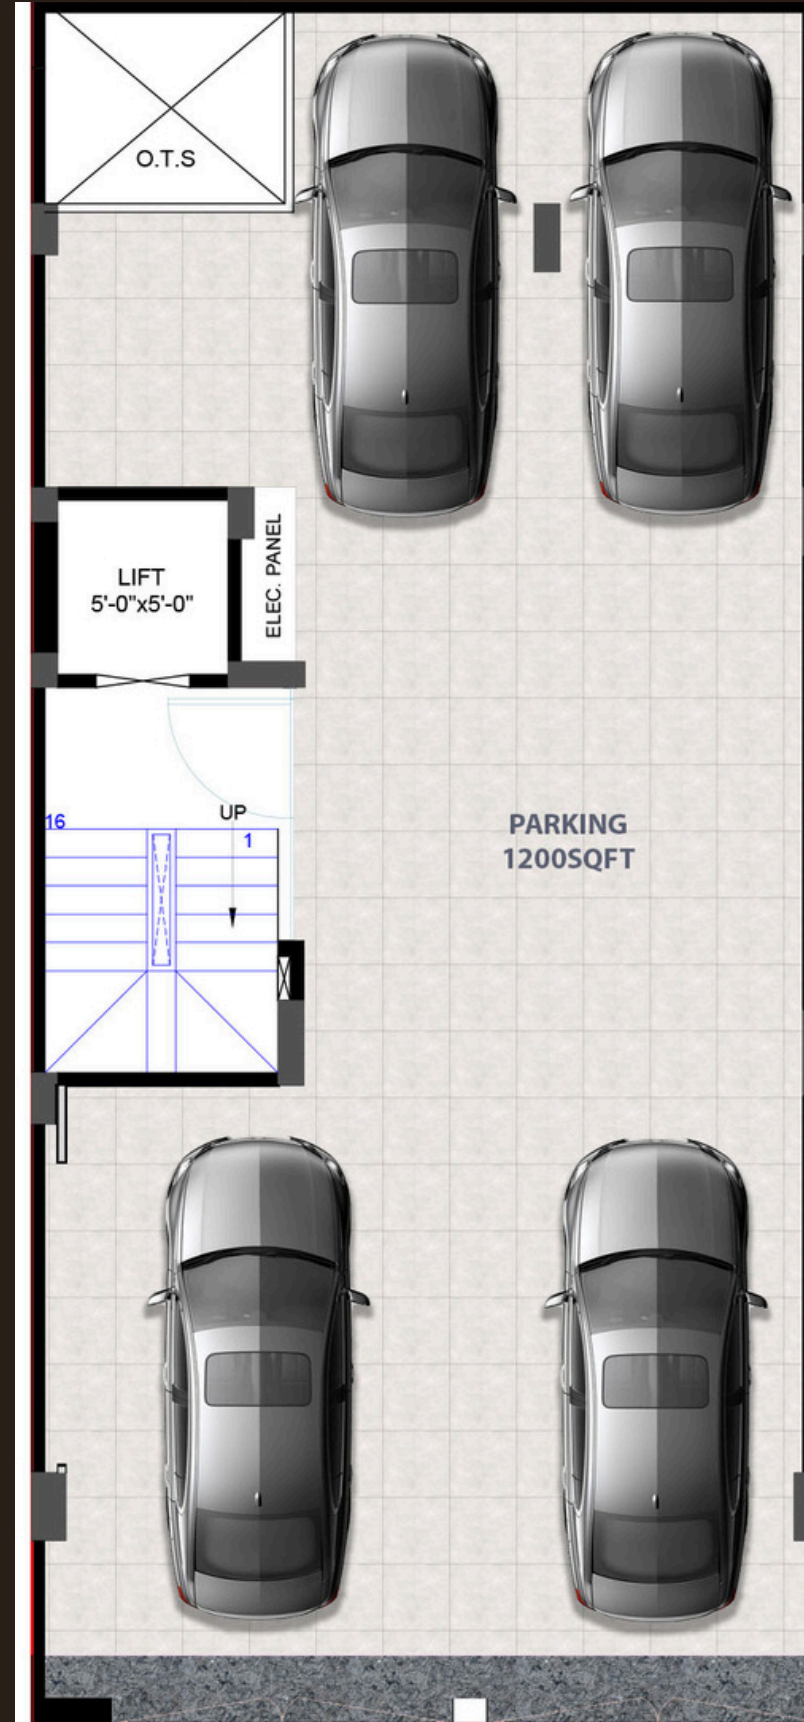 O.T.S
LIFT
5'-0"x5'-0"
ELEC. PANEL
UP
16
1
PARKING
1200SQFT